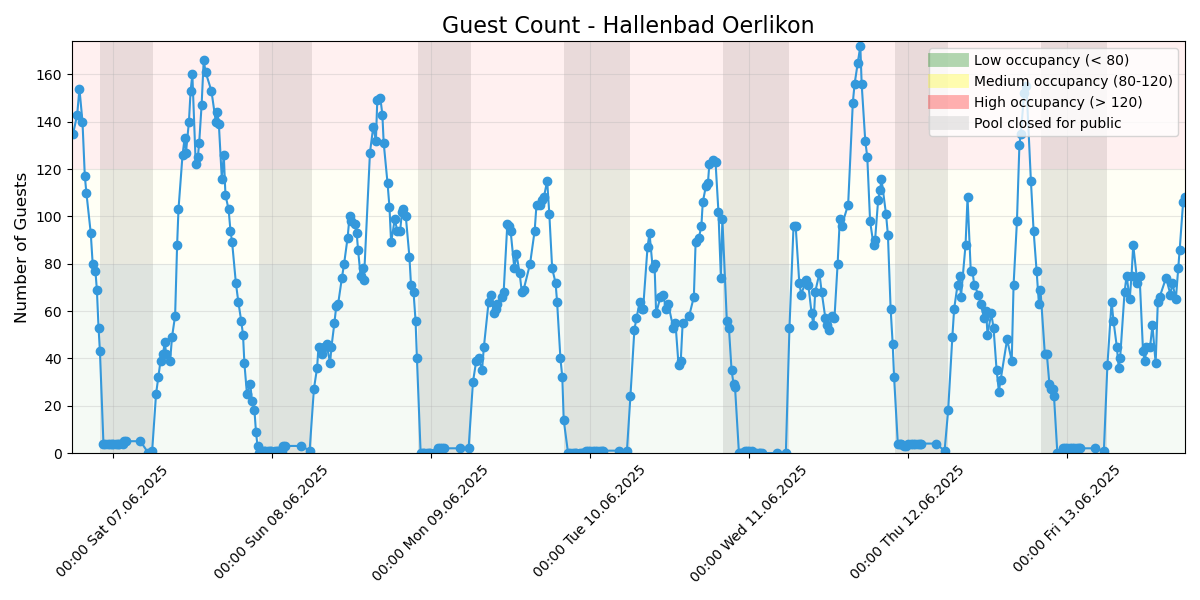 Guest Count - Hallenbad Oerlikon
Number of Guests
160
140
120
100
80
60
40
20
0
Low occupancy (< 80)
Medium occupancy (80-120)
High occupancy (> 120)
Pool closed for public
00:00 Sat 07.06.2025
00:00 Sun 08.06.2025
00:00 Mon 09.06.2025
00:00 Tue 10.06.2025
00:00 Wed 11.06.2025
00:00 Thu 12.06.2025
00:00 Fri 13.06.2025